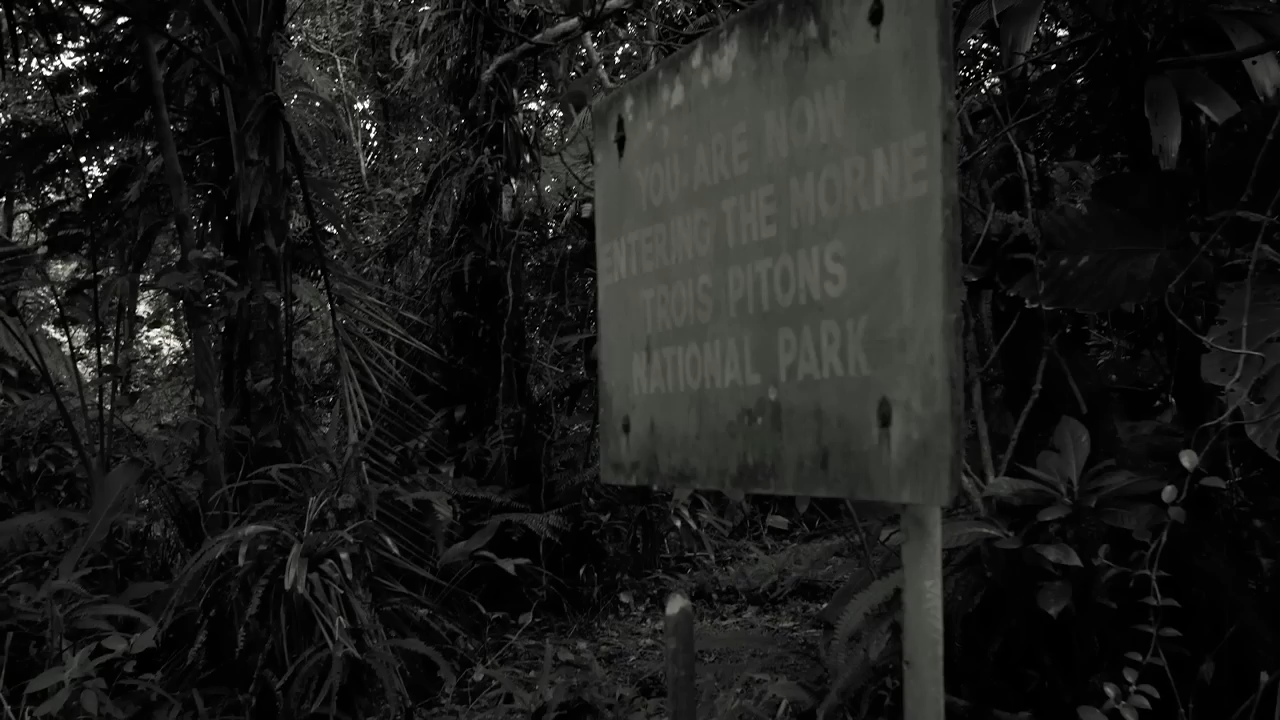 YOU ARE NOW
ENTERING THE MORNE
TROIS PITONS
NATIONAL PARK